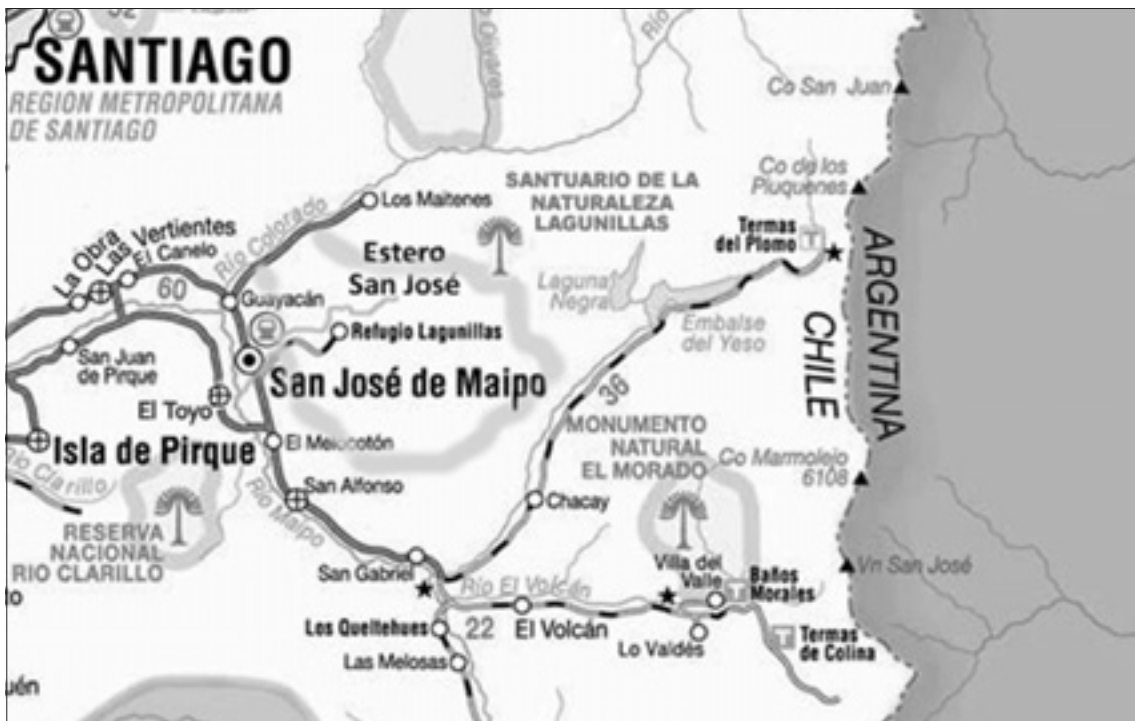 52
SANTIAGO
REGION METROPOLITANA
DE SANTIAGO
Olivares
Río
Co San Juan
Co de los
Piuquenes
SANTUARIO DE LA
NATURALEZA
LAGUNILLAS
Los Maitenes
Río Colorado
Termas
del Plomo
T
ARGENTINA
CHILE
La Obra
Las Vertientes
El Canelo
60
Guayacán
Estero
San José
Laguna
Negra
Embalse
del Yeso
Refugio Lagunillas
San Juan
de Pirque
San José de Maipo
36
El Toyo
MONUMENTO
NATURAL
EL MORADO
Isla de Pirque
El Melocotón
Co Marmolejo
6108
Río Clarillo
San Alfonso
Río Maipo
Chacay
RESERVA
NACIONAL
RIO CLARILLO
San Gabriel
Río El Volcán
Villa del
Valle
T
Baños
Morales
Vn San José
Los Queltehues
22
El Volcán
Lo Valdés
T
Termas
de Colina
Las Melosas